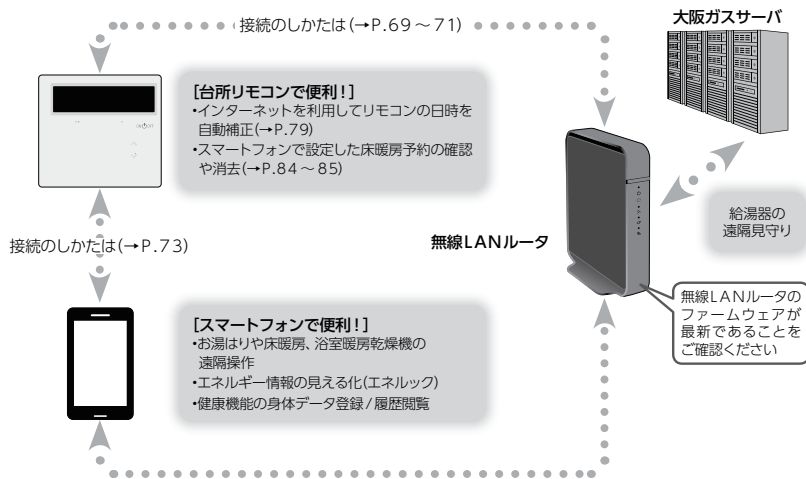 接続のしかたは(→P.69～71)
大阪ガスサーバ
[台所リモコンで便利！]
•インターネットを利用してリモコンの日時を
自動補正(→P.79)
•スマートフォンで設定した床暖房予約の確認
や消去(→P.84～85)
給湯器の
遠隔見守り
無線LANルータ
接続のしかたは(→P.73)
無線LANルータの
ファームウェアが
最新であることを
ご確認ください
[スマートフォンで便利！]
•お湯はりや床暖房、浴室暖房乾燥機の
遠隔操作
•エネルギー情報の見える化(エネルック)
•健康機能の身体データ登録/履歴閲覧